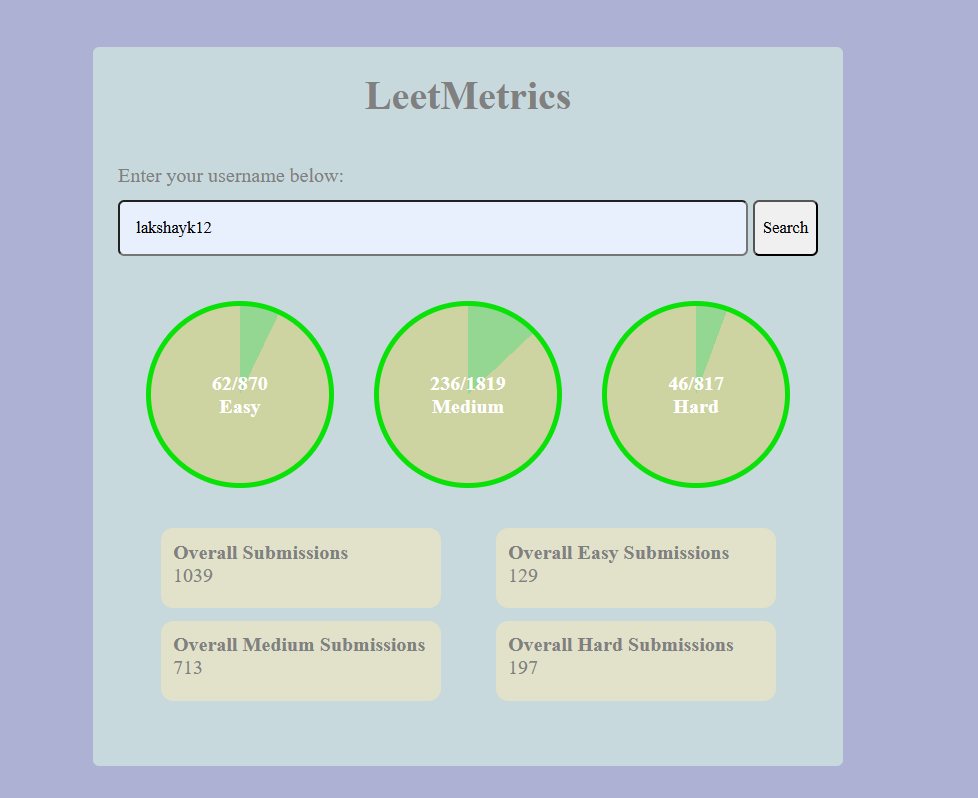 LeetMetrics
Enter your username below:
lakshayk12
Search
62/870
Easy
236/1819
Medium
46/817
Hard
Overall Submissions
1039
Overall Easy Submissions
129
Overall Medium Submissions
713
Overall Hard Submissions
197